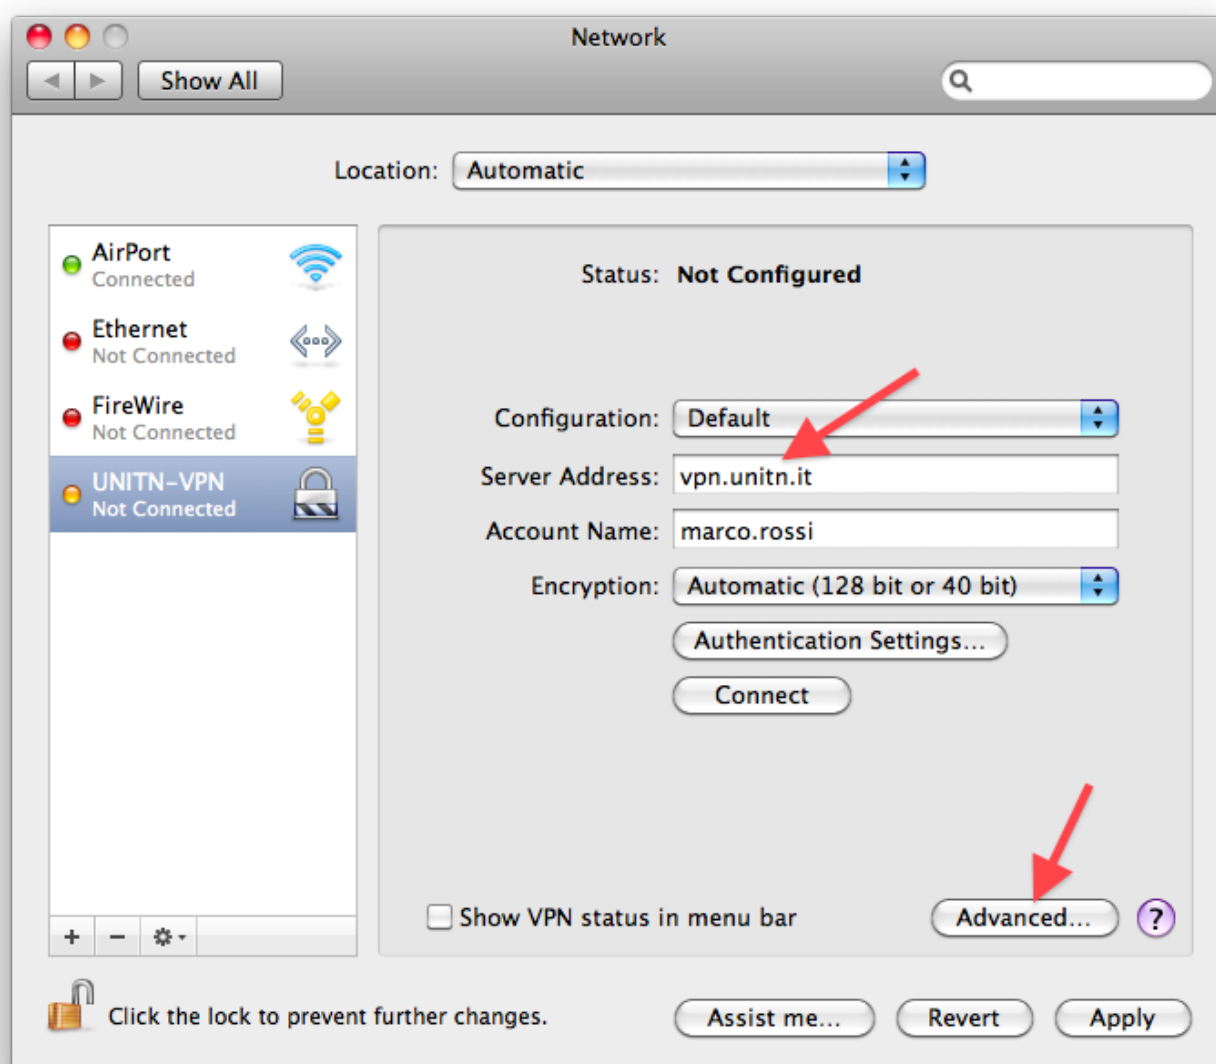 Network
Show All
Location: Automatic
AirPort
Connected
Ethernet
Not Connected
FireWire
Not Connected
UNITN-VPN
Not Connected
Status: Not Configured
Configuration: Default
Server Address: vpn.unitn.it
Account Name: marco.rossi
Encryption: Automatic (128 bit or 40 bit)
Authentication Settings...
Connect
Show VPN status in menu bar
Advanced... ?
Click the lock to prevent further changes.
Assist me... Revert Apply